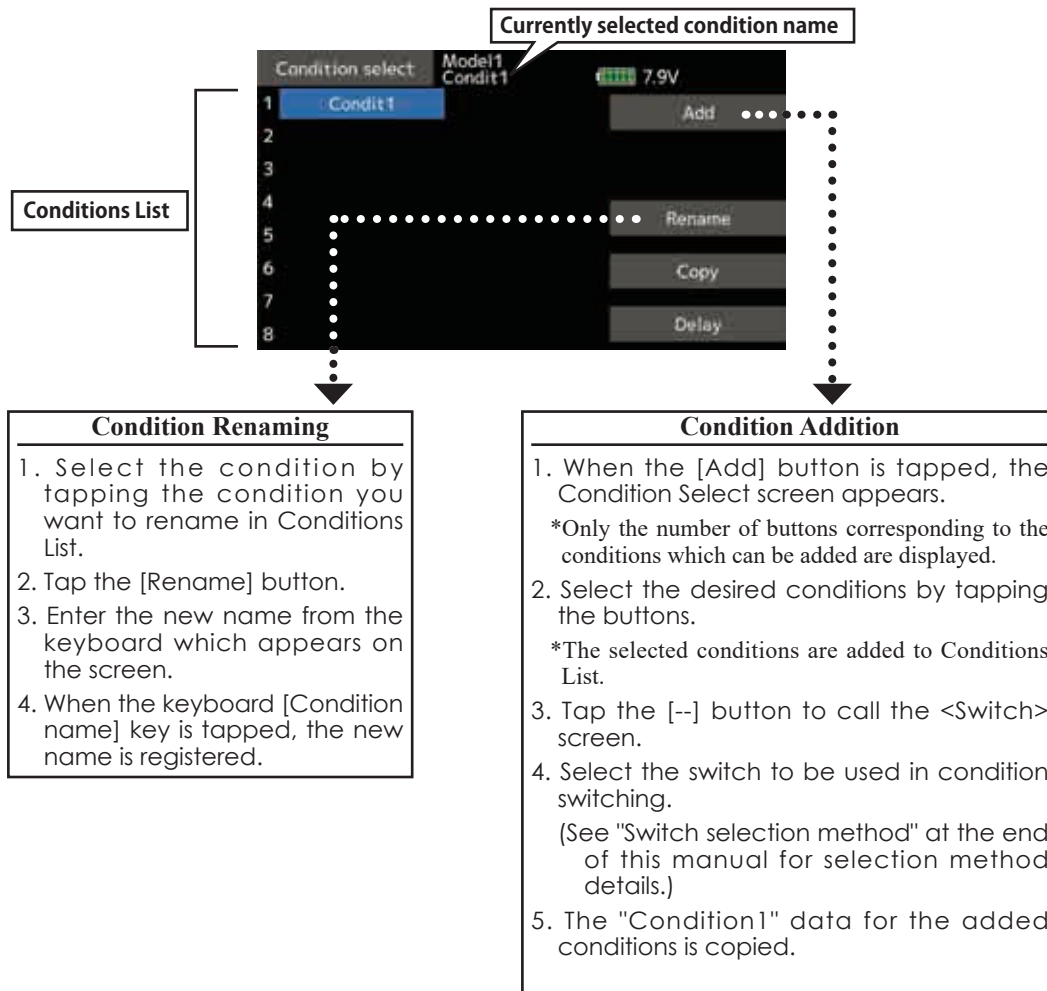 Currently selected condition name
Condition select
Model1
Condit1
7.9V
1 Condit1
Add
2
3
4
Rename
5
6
Copy
7
Delay
8
Conditions List
Condition Renaming
1. Select the condition by
tapping the condition you
want to rename in Conditions
List.
2. Tap the [Rename] button.
3. Enter the new name from the
keyboard which appears on
the screen.
4. When the keyboard [Condition
name] key is tapped, the new
name is registered.
Condition Addition
1. When the [Add] button is tapped, the
Condition Select screen appears.
*Only the number of buttons corresponding to the
conditions which can be added are displayed.
2. Select the desired conditions by tapping
the buttons.
*The selected conditions are added to Conditions
List.
3. Tap the [--] button to call the <Switch>
screen.
4. Select the switch to be used in condition
switching.
(See "Switch selection method" at the end
of this manual for selection method
details.)
5. The "Condition1" data for the added
conditions is copied.